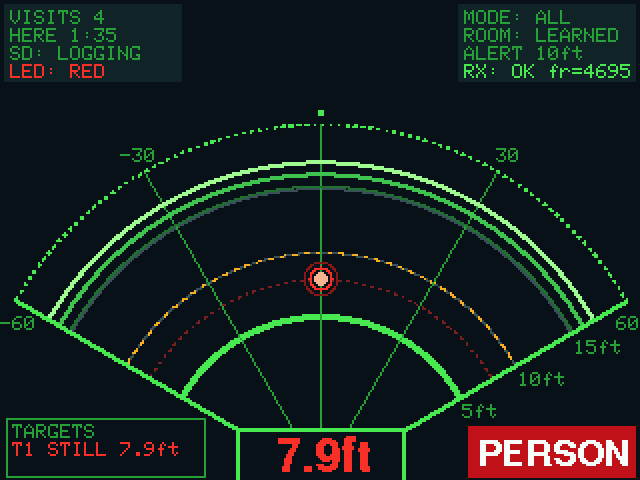 VISITS 4
HERE 1:35
SD: LOGGING
LED: RED
MODE: ALL
ROOM: LEARNED
ALERT 10ft
RX: OK fr=4695
-30
30
-60
60
15ft
10ft
5ft
TARGETS
T1 STILL 7.9ft
7.9ft
PERSON